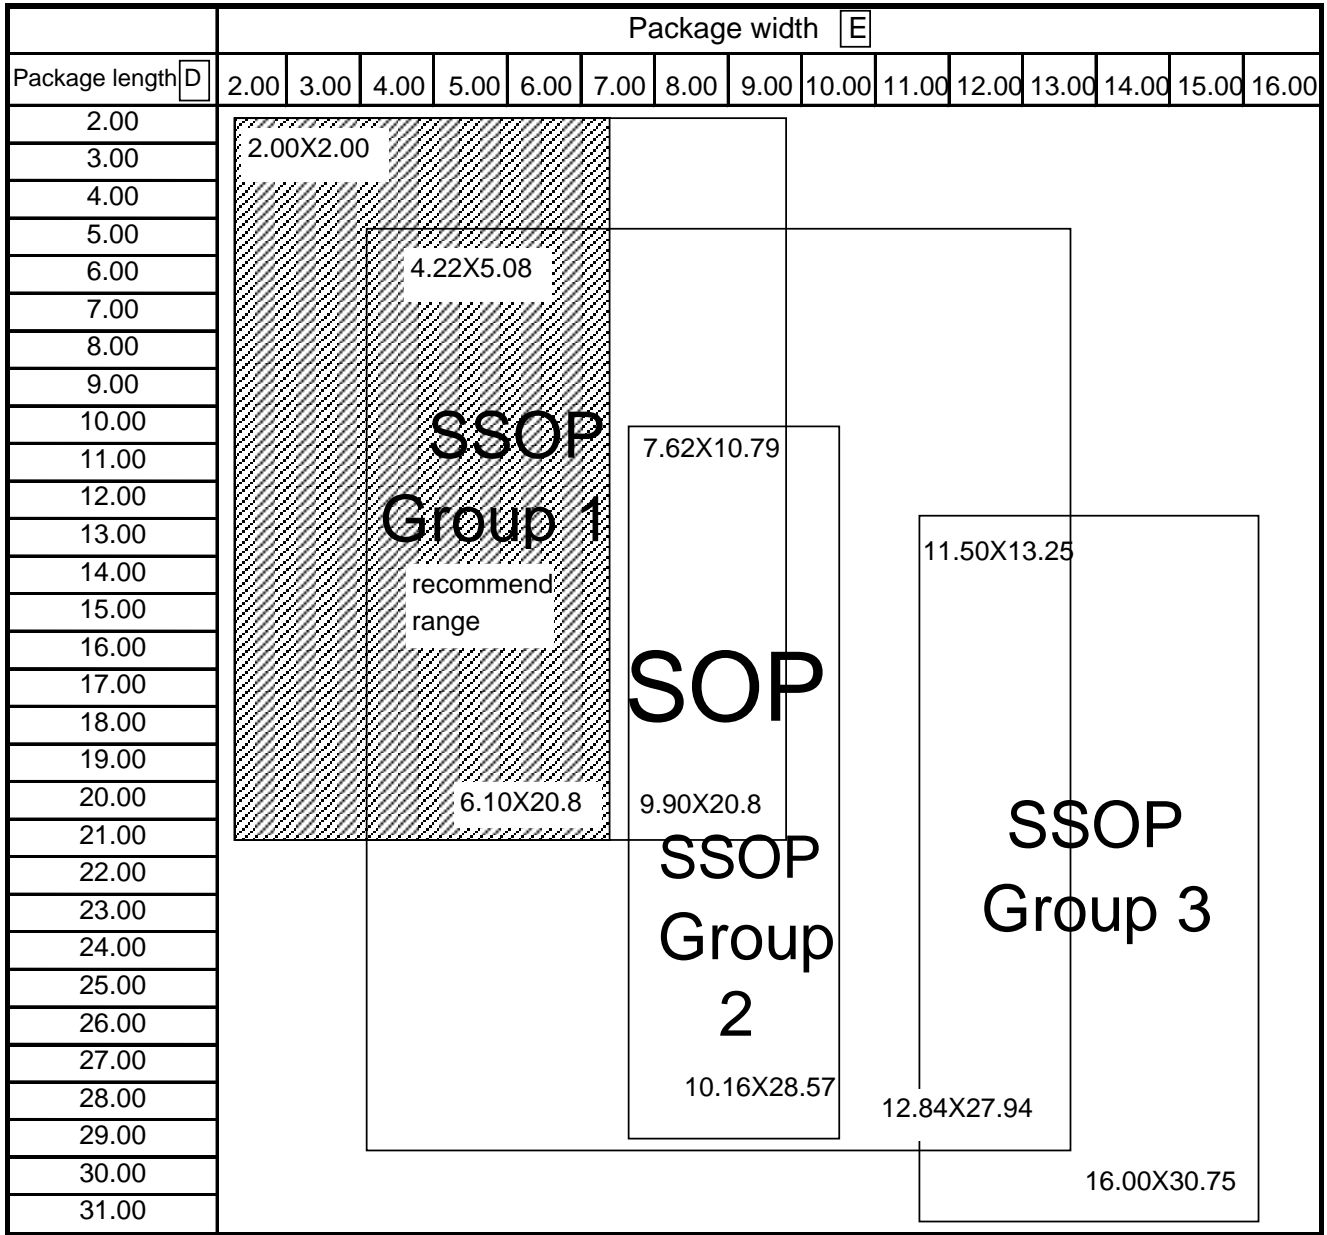 Package width E
Package length D 2.00 3.00 4.00 5.00 6.00 7.00 8.00 9.00 10.00 11.00 12.00 13.00 14.00 15.00 16.00
2.00
3.00
4.00
5.00
6.00
7.00
8.00
9.00
10.00
11.00
12.00
13.00
14.00
15.00
16.00
17.00
18.00
19.00
20.00
21.00
22.00
23.00
24.00
25.00
26.00
27.00
28.00
29.00
30.00
31.00
2.00X2.00
4.22X5.08
SSOP
Group 1
recommend
range
6.10X20.8
7.62X10.79
SOP
9.90X20.8
SSOP
Group
2
10.16X28.57
11.50X13.25
SSOP
Group 3
12.84X27.94
16.00X30.75